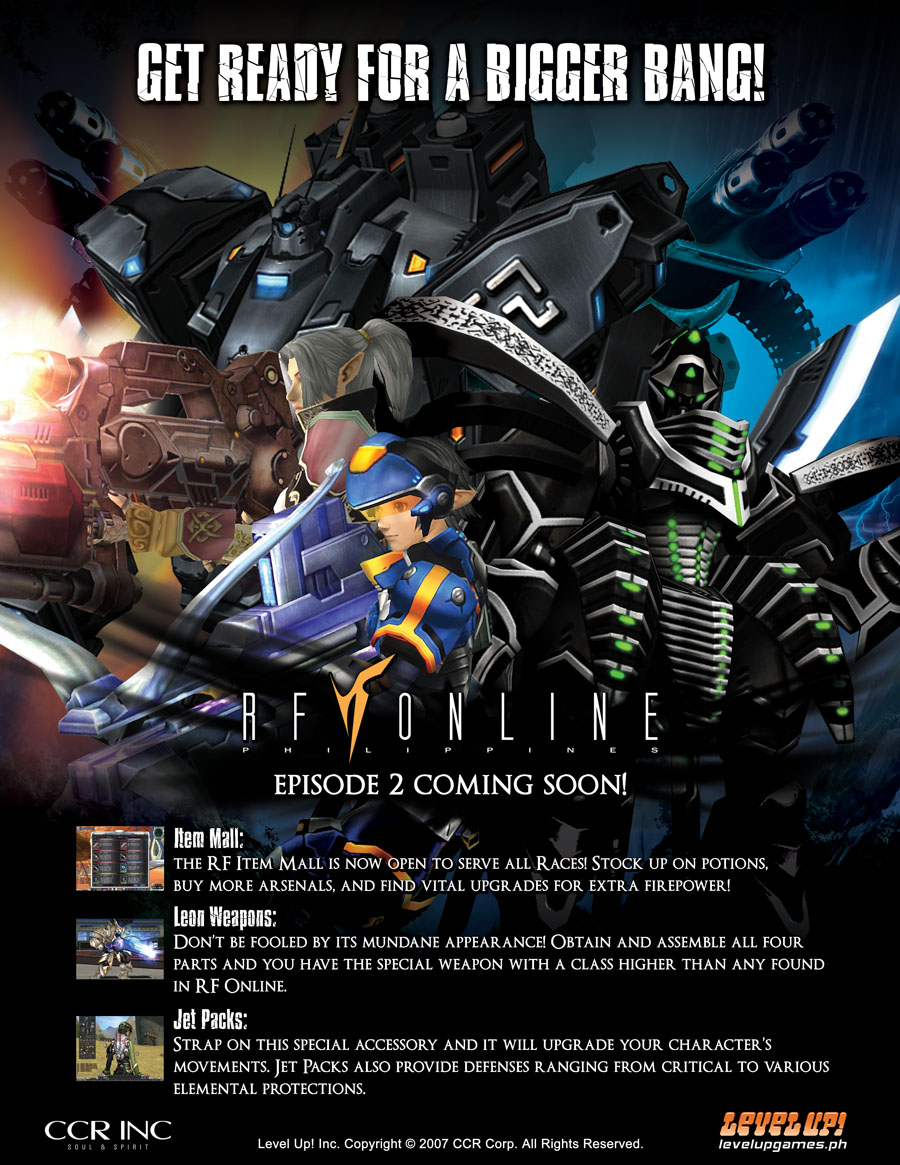 GET READY FOR A BIGGER BANG!
RF ONLINE
PHILIPPINES
EPISODE 2 COMING SOON!
Item Mall:
THE RF ITEM MALL IS NOW OPEN TO SERVE ALL RACES! STOCK UP ON POTIONS,
BUY MORE ARSENALS, AND FIND VITAL UPGRADES FOR EXTRA FIREPOWER!
Leon Weapons:
DON'T BE FOOLED BY ITS MUNDANE APPEARANCE! OBTAIN AND ASSEMBLE ALL FOUR
PARTS AND YOU HAVE THE SPECIAL WEAPON WITH A CLASS HIGHER THAN ANY FOUND
IN RF ONLINE.
Jet Packs:
STRAP ON THIS SPECIAL ACCESSORY AND IT WILL UPGRADE YOUR CHARACTER'S
MOVEMENTS. JET PACKS ALSO PROVIDE DEFENSES RANGING FROM CRITICAL TO VARIOUS
ELEMENTAL PROTECTIONS.
CCR INC
SOUL & SPIRIT
Level Up! Inc. Copyright © 2007 CCR Corp. All Rights Reserved.
LEVEL UP!
levelupgames.ph